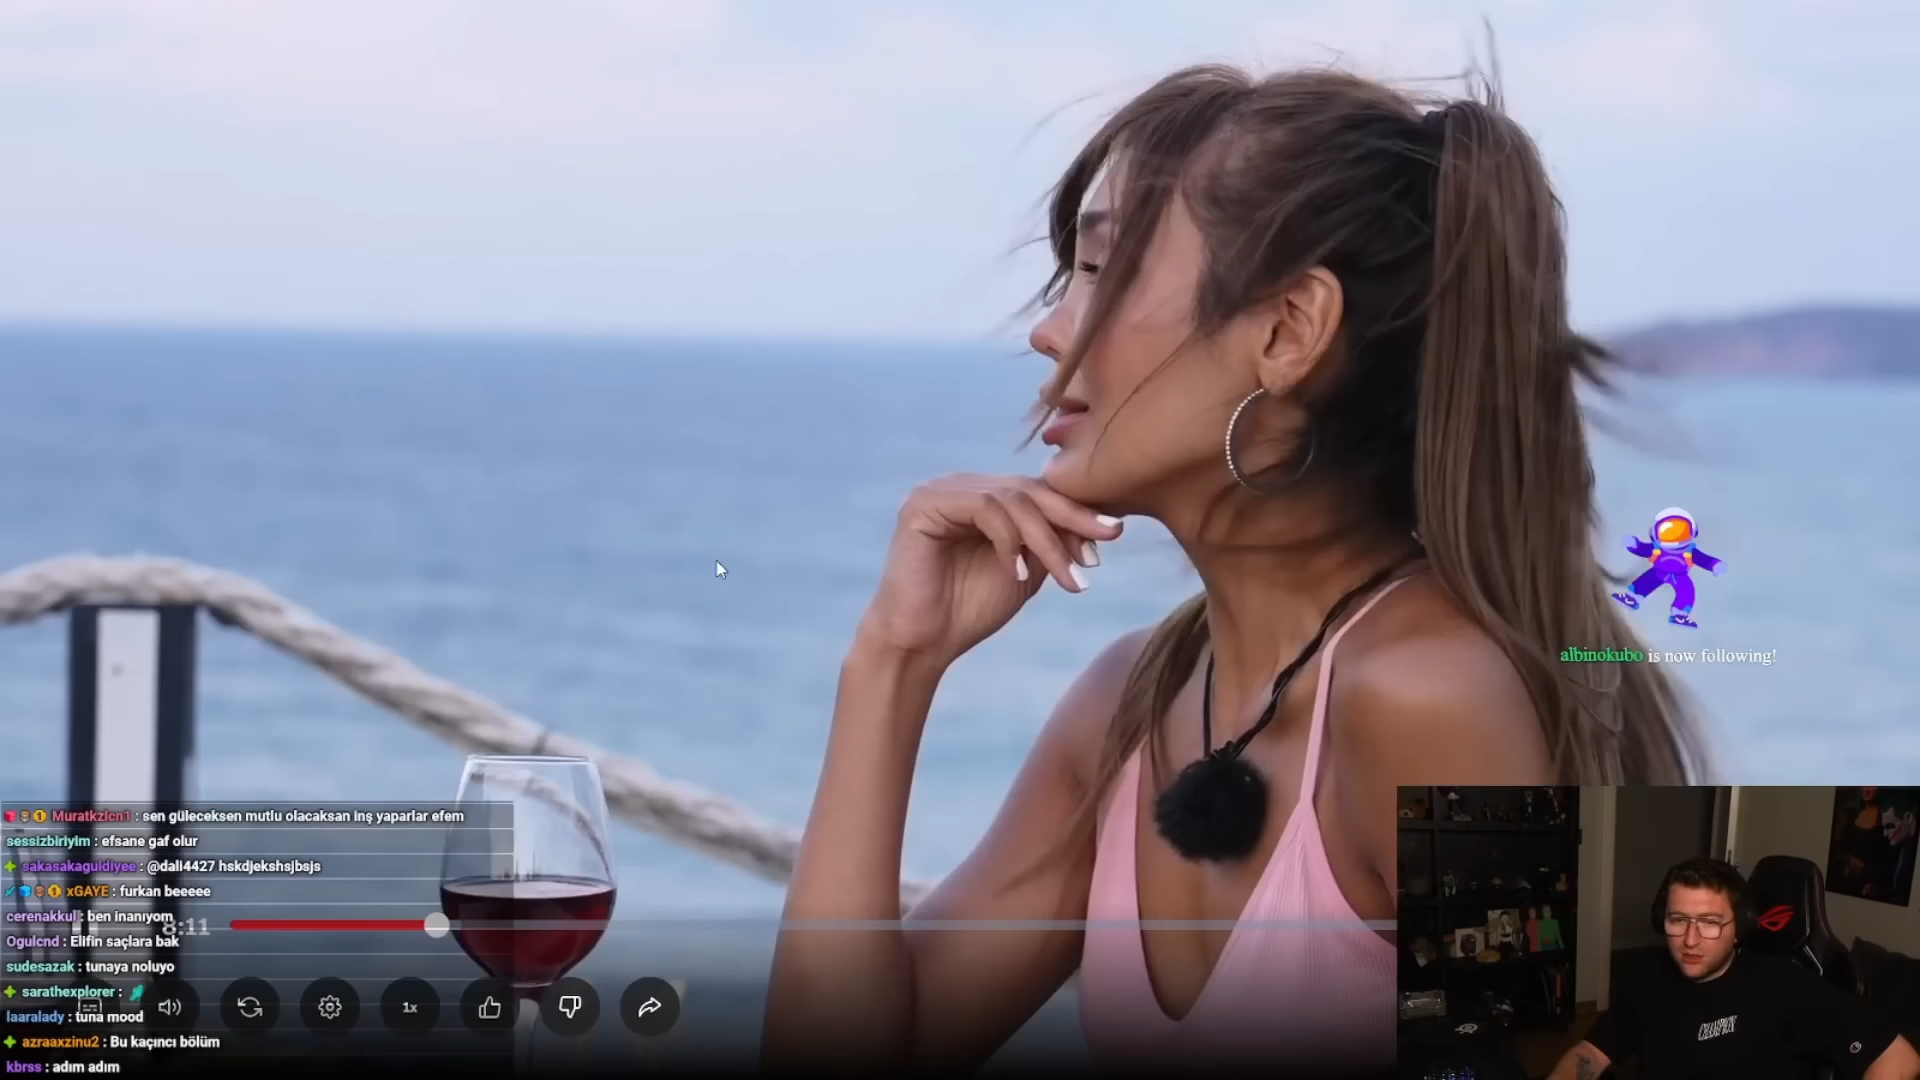 albinokubo is now following!
Muratkzlcn1 : sen güleceksen mutlu olacaksan inş yaparlar efem
sessizbiriyim : efsane gaf olur
sakasakaguldiyee : @dali4427 hskdjekshsjbsjs
xGAYE : furkan beeeee
cerenakkul : ben inanıyom
8:11
Ogulcnd : Elifin saçlara bak
sudesazak : tunaya noluyo
sarathexplorer :
laaralady : tuna mood
1x
azraaxzinu2 : Bu kaçıncı bölüm
kbrss : adım adım
CHAMPION